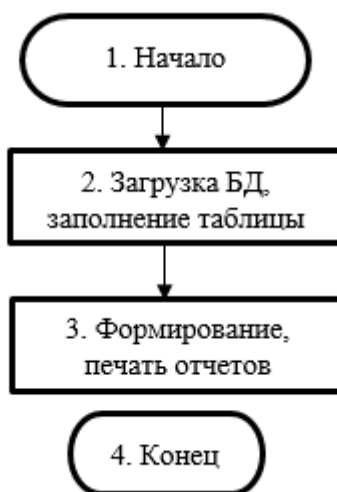 1. Начало
2. Загрузка БД,
заполнение таблицы
3. Формирование,
печать отчетов
4. Конец